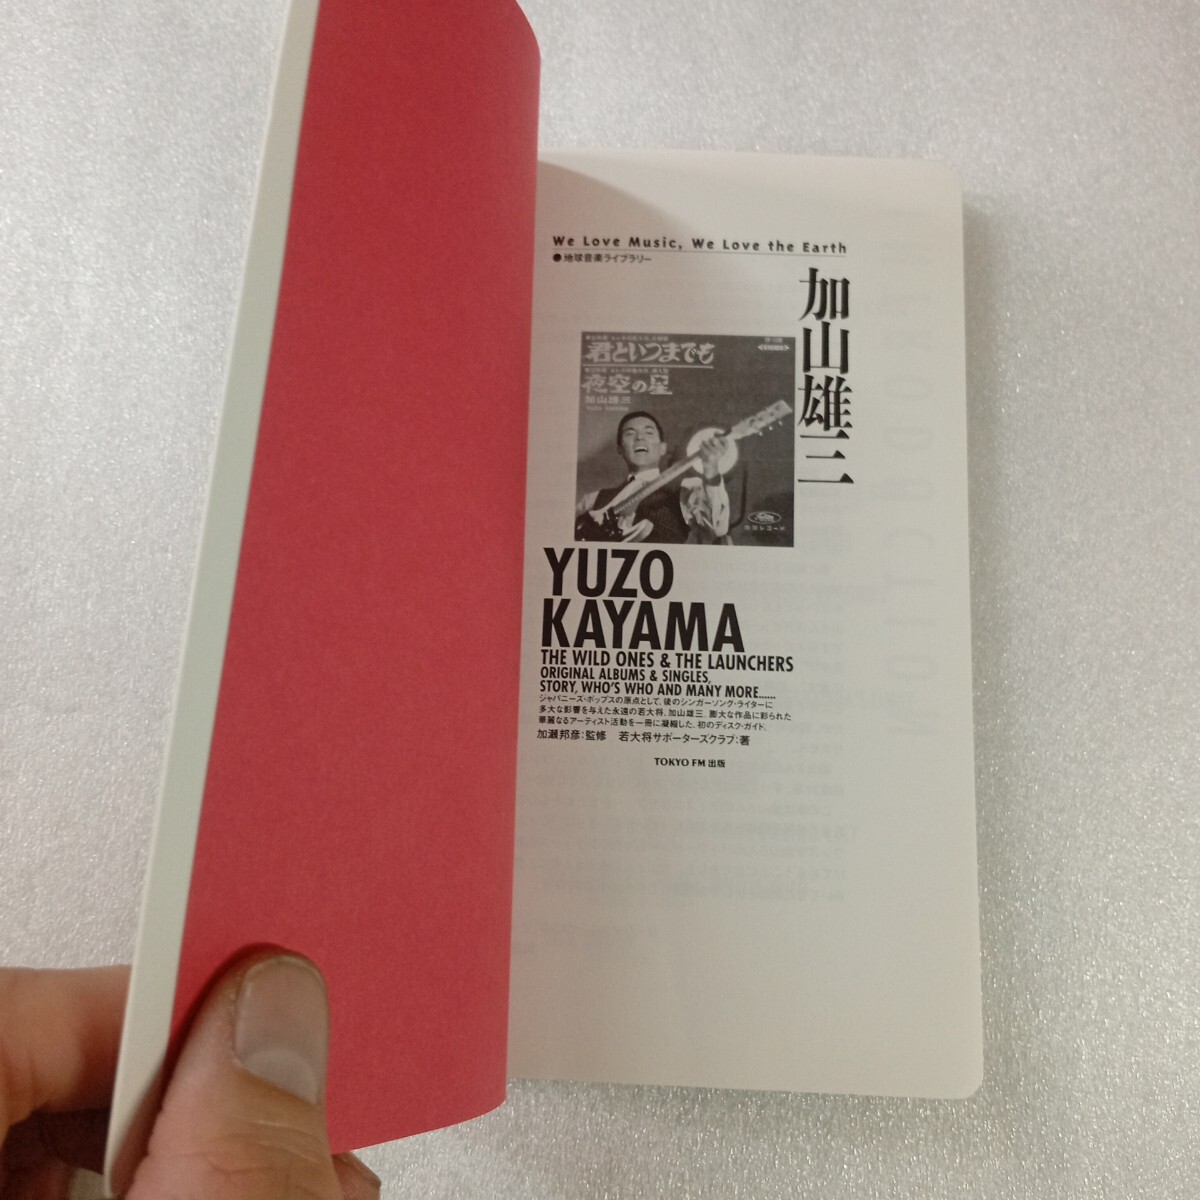 We Love Music, We Love the Earth
●地球音楽ライブラリー
加山雄三
君といつまでも
夜空の星
加山雄三
YUZO
KAYAMA
THE WILD ONES & THE LAUNCHERS
ORIGINAL ALBUMS & SINGLES,
STORY, WHO'S WHO AND MANY MORE......
ジャパニーズ・ポップスの原点として、後のシンガーソング・ライターに
多大な影響を与えた永遠の若大将、加山雄三。膨大な作品に彩られた
華麗なるアーティスト活動を一冊に凝縮した、初のディスク・ガイド。
加瀬邦彦:監修 若大将サポーターズクラブ:著
TOKYO FM 出版